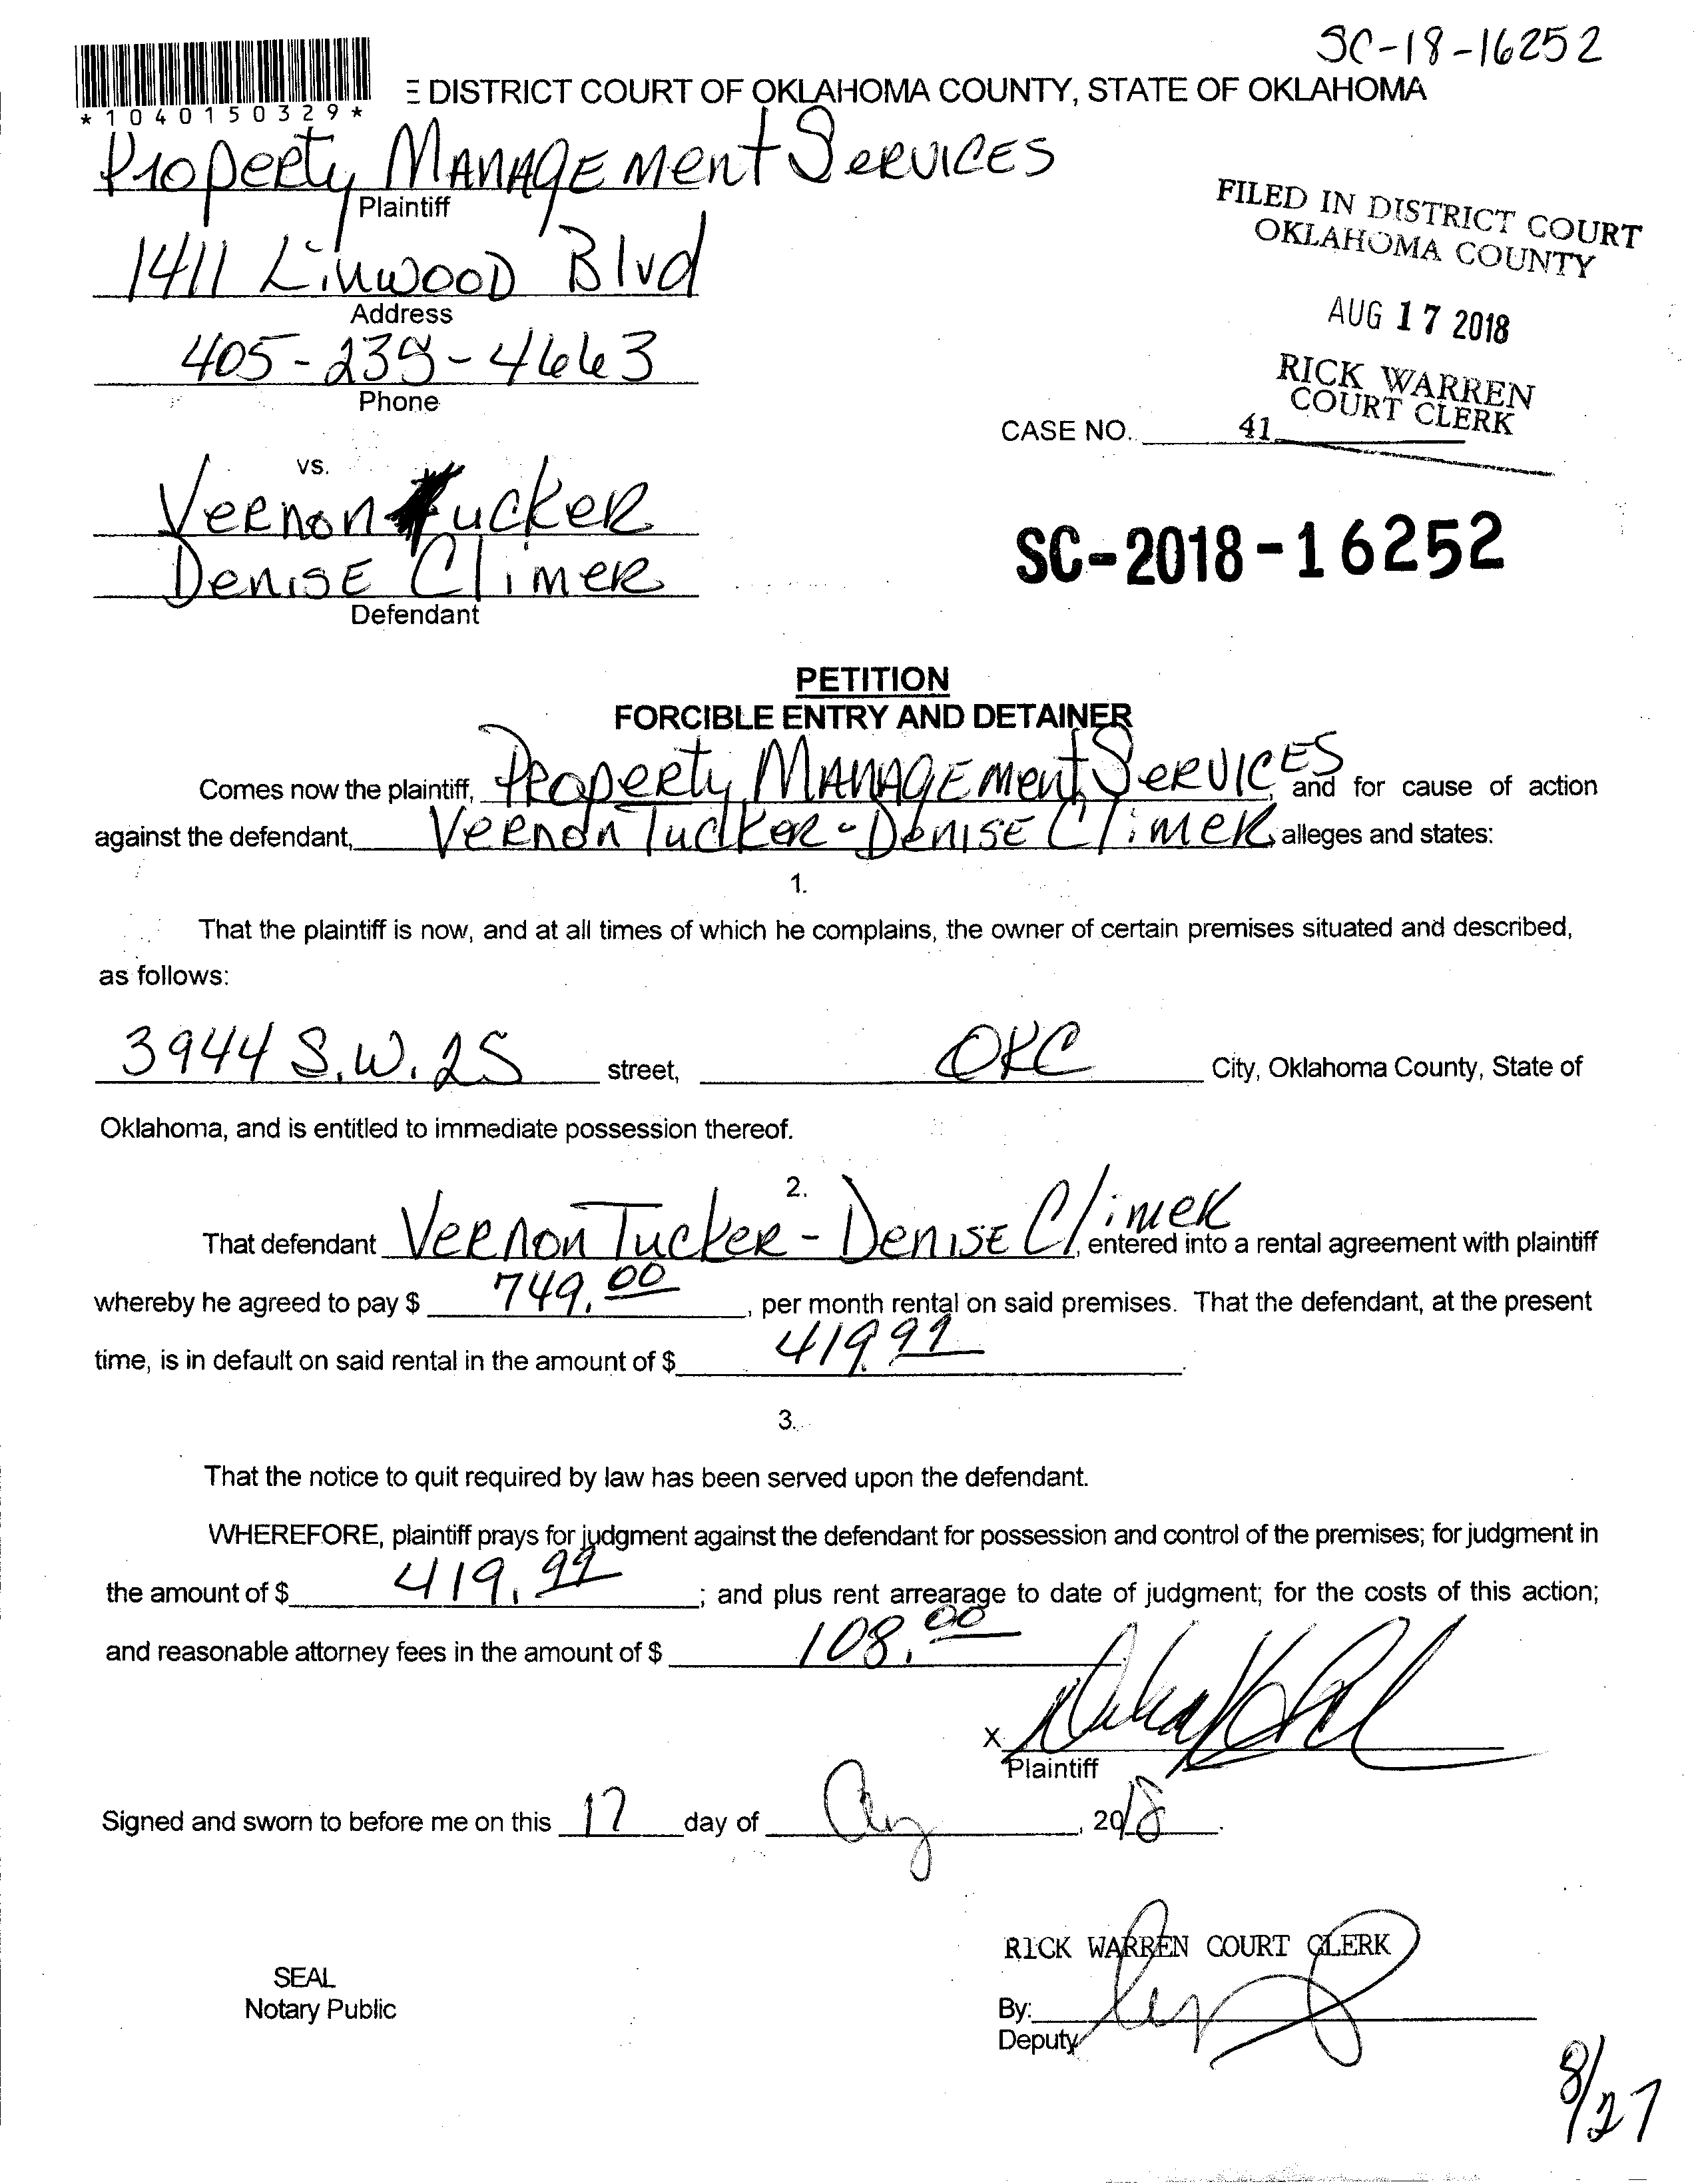 SC-18-16252
*1040150329*
E DISTRICT COURT OF OKLAHOMA COUNTY, STATE OF OKLAHOMA
Property Management Services
Plaintiff
1411 Linwood Blvd
Address
Phone
FILED IN DISTRICT COURT
OKLAHOMA COUNTY
AUG 17 2018
RICK WARREN
COURT CLERK
CASE NO. 41
vs.
Vernon Tucker
Denise Climer
Defendant
SC-2018-16252
PETITION
FORCIBLE ENTRY AND DETAINER
Comes now the plaintiff, Property Management Services, and for cause of action
against the defendant, Vernon Tucker - Denise Climer alleges and states:
1.
That the plaintiff is now, and at all times of which he complains, the owner of certain premises situated and described,
as follows:
3944 S.W. 25 street, OKC City, Oklahoma County, State of
Oklahoma, and is entitled to immediate possession thereof.
2.
That defendant Vernon Tucker - Denise Climer, entered into a rental agreement with plaintiff
whereby he agreed to pay $ 749.00, per month rental on said premises. That the defendant, at the present
time, is in default on said rental in the amount of $ 419.99.
3.
That the notice to quit required by law has been served upon the defendant.
WHEREFORE, plaintiff prays for judgment against the defendant for possession and control of the premises; for judgment in
the amount of $ 419.99; and plus rent arrearage to date of judgment; for the costs of this action;
and reasonable attorney fees in the amount of $ 108.00.
X
Plaintiff
Signed and sworn to before me on this 17 day of Aug, 2018.
RICK WARREN COURT CLERK
SEAL
Notary Public
By:
Deputy
8/27